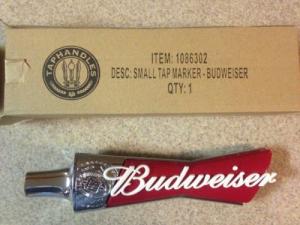 TAPHANDLES
ITEM: 1086302
DESC: SMALL TAP MARKER - BUDWEISER
QTY: 1
Budweiser